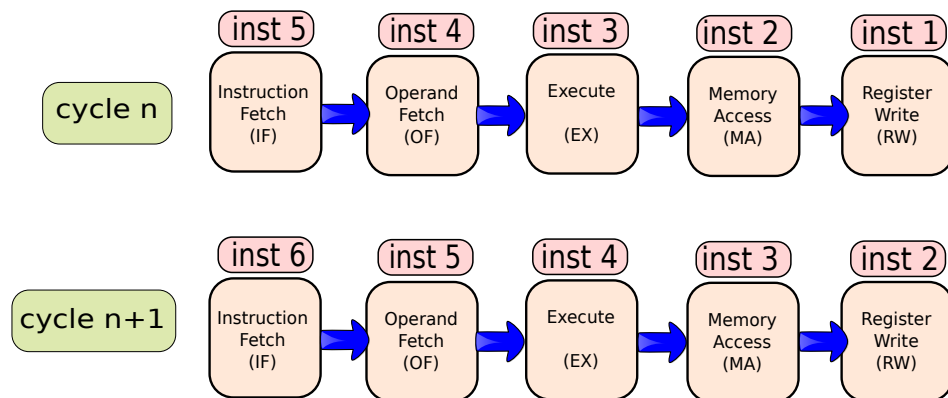 inst 5
inst 4
inst 3
inst 2
inst 1
cycle n
Instruction
Fetch
(IF)
Operand
Fetch
(OF)
Execute
(EX)
Memory
Access
(MA)
Register
Write
(RW)
inst 6
inst 5
inst 4
inst 3
inst 2
cycle n+1
Instruction
Fetch
(IF)
Operand
Fetch
(OF)
Execute
(EX)
Memory
Access
(MA)
Register
Write
(RW)